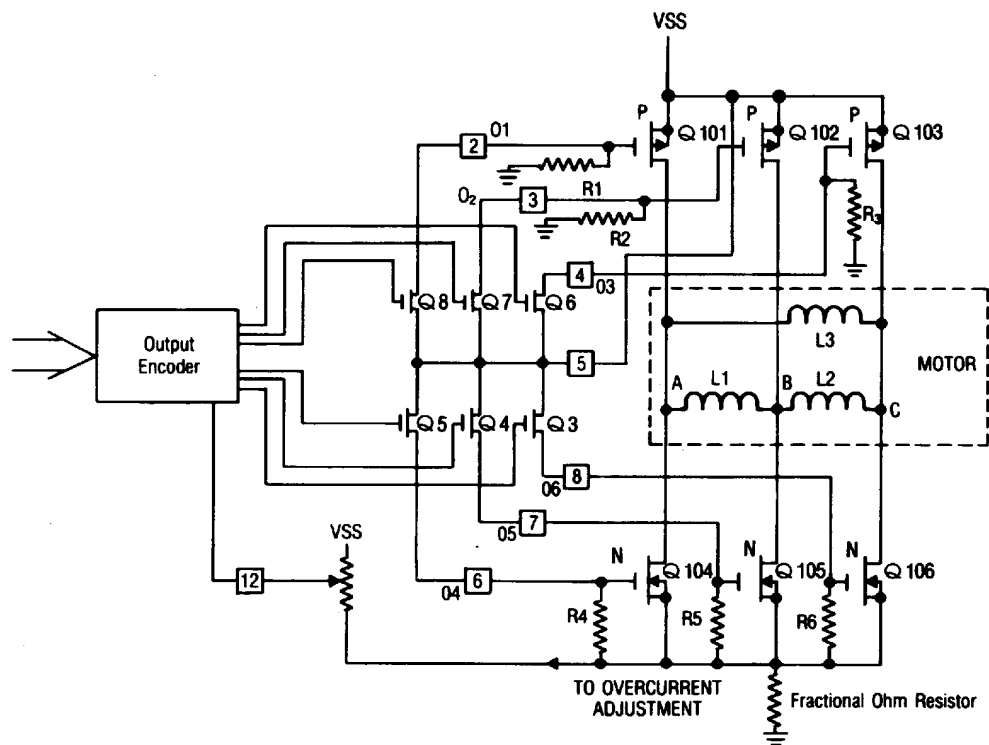 VSS
P
Q 101
P
Q 102
P
Q 103
2
O1
R1
O2
3
R2
R3
4
O3
Q 8
Q 7
Q 6
5
Output
Encoder
L3
MOTOR
A
L1
B
L2
C
Q 5
Q 4
Q 3
8
O6
7
O5
VSS
12
6
O4
N
Q 104
N
Q 105
N
Q 106
R4
R5
R6
TO OVERCURRENT
ADJUSTMENT
Fractional Ohm Resistor